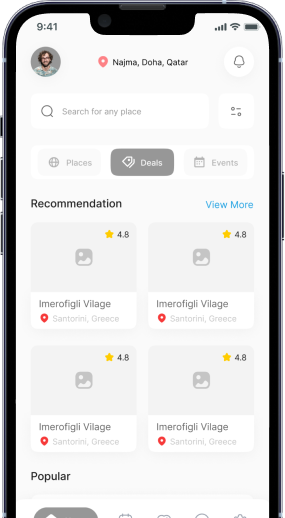 9:41
Najma, Doha, Qatar
Search for any place
Places
Deals
Events
Recommendation
View More
4.8
4.8
Imerofigli Vilage
Imerofigli Vilage
Santorini, Greece
Santorini, Greece
4.8
4.8
Imerofigli Vilage
Imerofigli Vilage
Santorini, Greece
Santorini, Greece
Popular